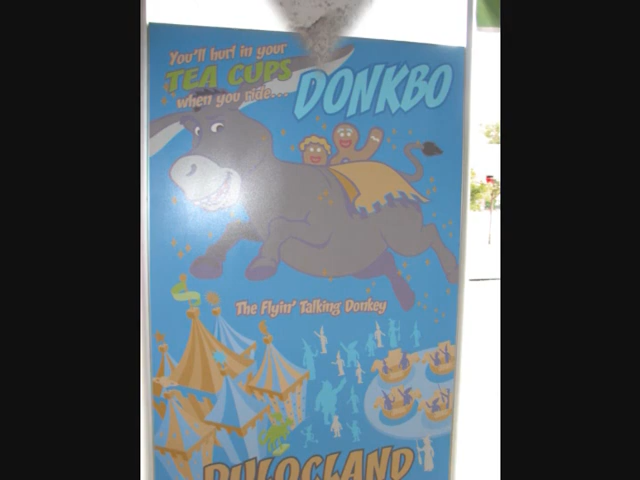 You'll hurl in your
TEA CUPS
when you ride...
DONKBO
The Flyin' Talking Donkey
DULOCLAND